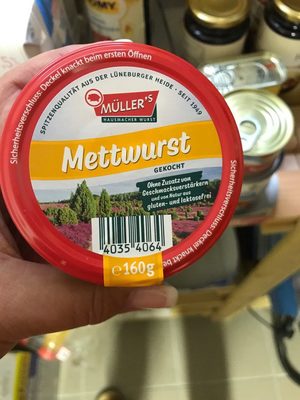 Sicherheitsverschluss: Deckel knackt beim ersten Öffnen
SPITZENQUALITÄT AUS DER LÜNEBURGER HEIDE · SEIT 1969
MÜLLER'S
HAUSMACHER WURST
Mettwurst
GEKOCHT
Ohne Zusatz von
Geschmacksverstärkern
und von Natur aus
gluten- und laktosefrei
4035 4064
e 160g
Sicherheitsverschluss: Deckel knackt be